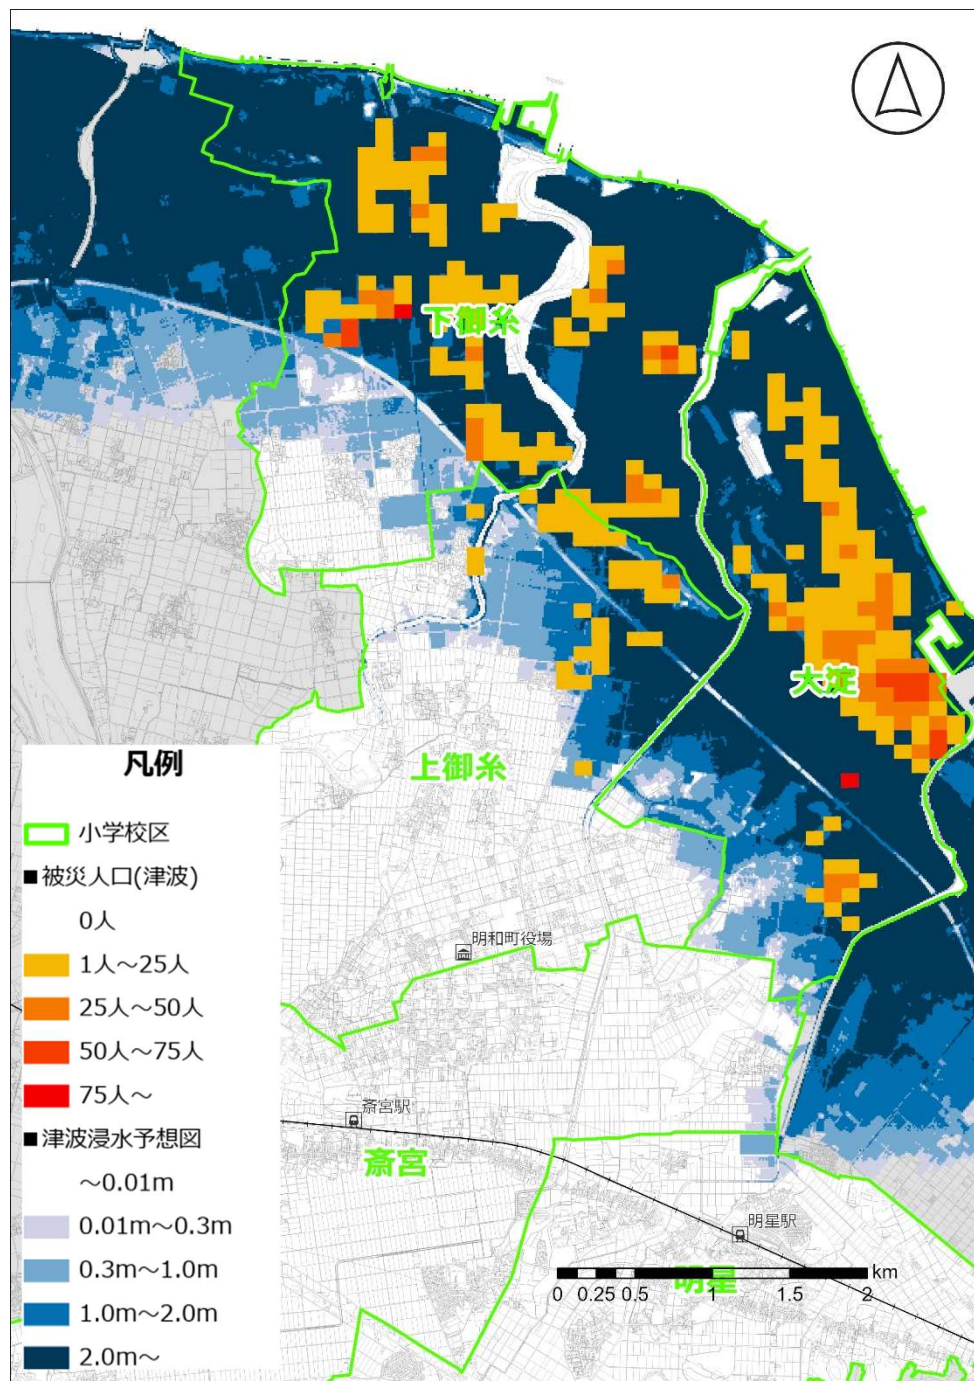 下御糸
大淀
上御糸
凡例
小学校区
■被災人口(津波)
0人
1人～25人
25人～50人
50人～75人
75人～
■津波浸水予想図
～0.01m
0.01m～0.3m
0.3m～1.0m
1.0m～2.0m
2.0m～
明和町役場
斎宮駅
斎宮
明星駅
明星
km
0 0.25 0.5 1 1.5 2